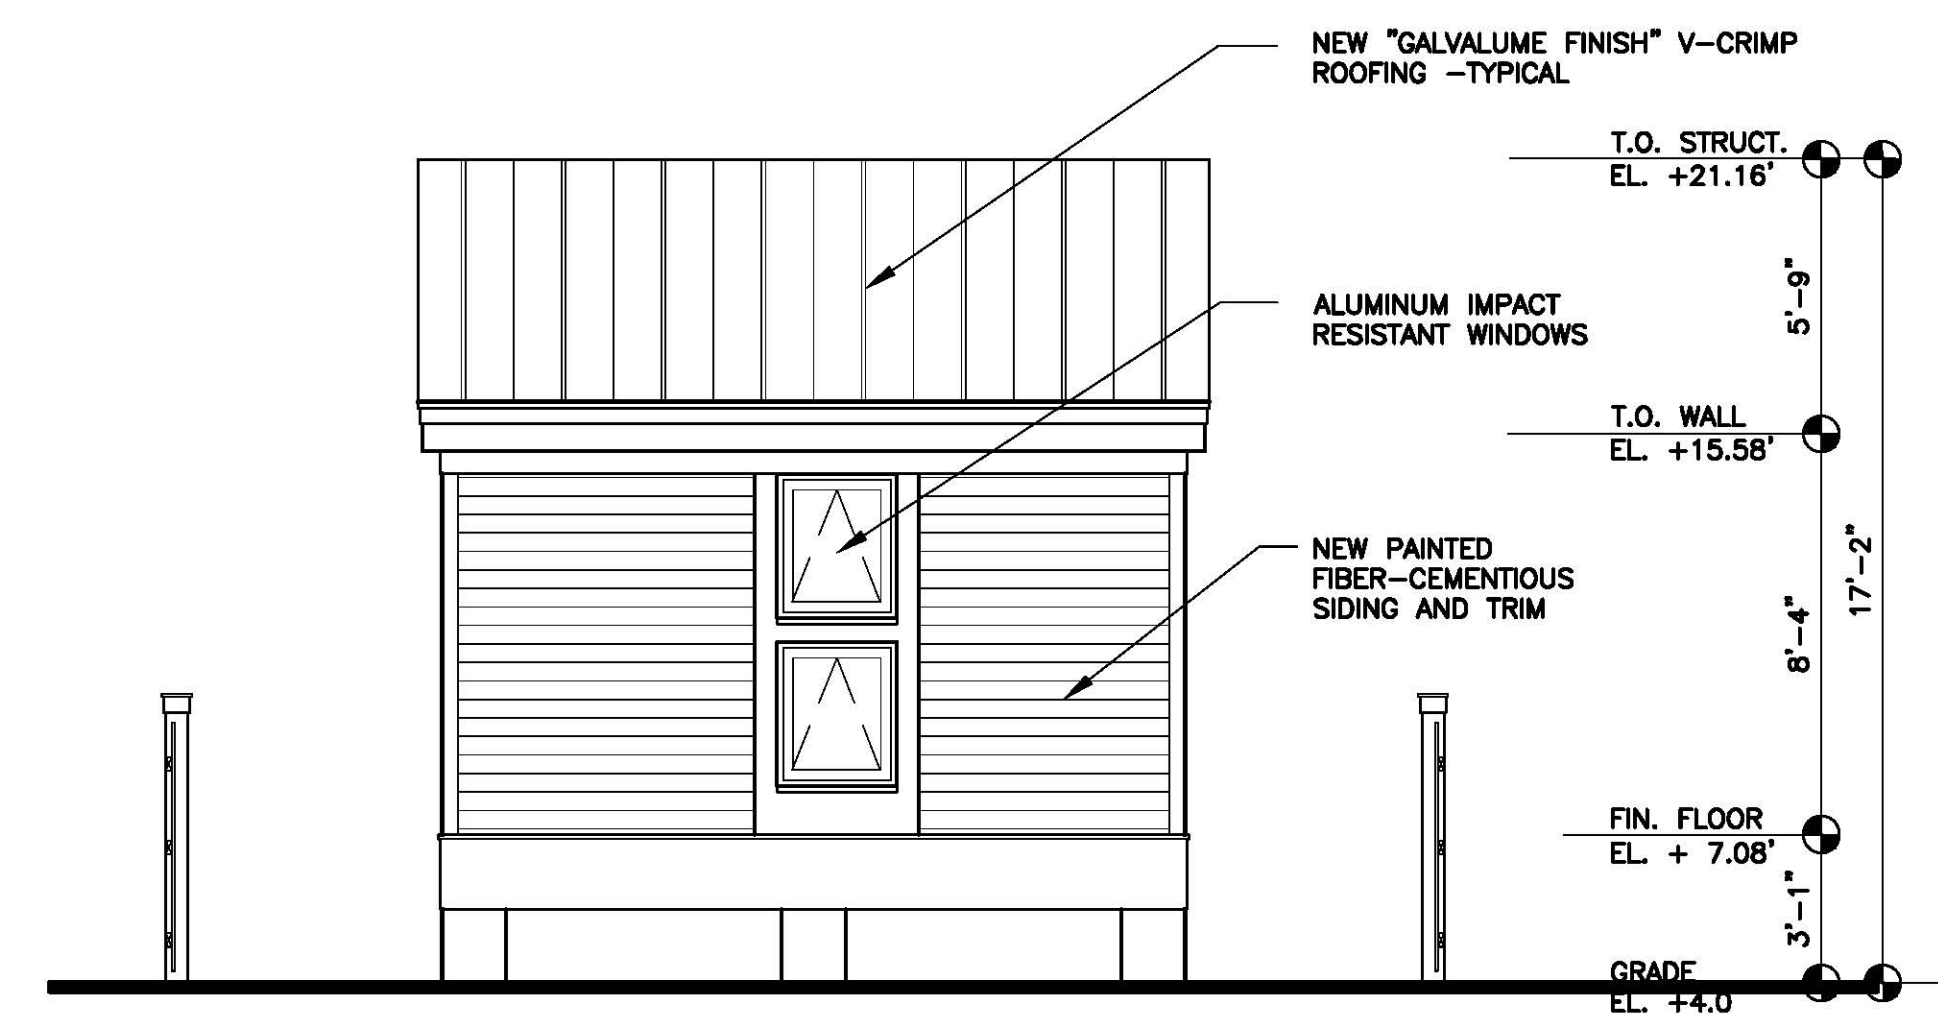 NEW "GALVALUME FINISH" V-CRIMP
ROOFING -TYPICAL
T.O. STRUCT.
EL. +21.16'
5'-9"
ALUMINUM IMPACT
RESISTANT WINDOWS
T.O. WALL
EL. +15.58'
17'-2"
NEW PAINTED
FIBER-CEMENTIOUS
SIDING AND TRIM
8'-4"
FIN. FLOOR
EL. + 7.08'
3'-1"
GRADE
EL. +4.0